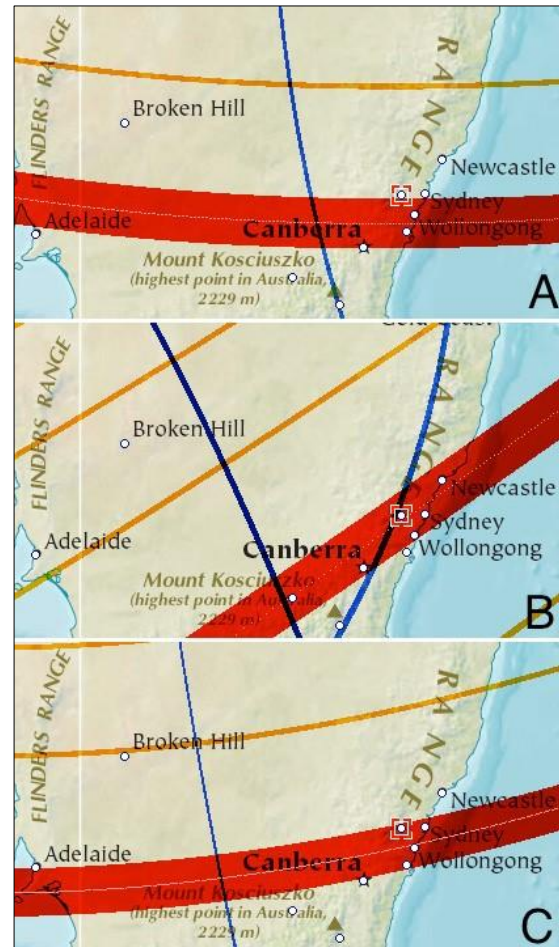 FLINDERS RANGE
RANGE
Broken Hill
Newcastle
Sydney
Adelaide
Canberra
Wollongong
Mount Kosciuszko
(highest point in Australia,
2229 m)
A
FLINDERS RANGE
RANGE
Broken Hill
Newcastle
Sydney
Adelaide
Canberra
Wollongong
Mount Kosciuszko
(highest point in Australia,
2229 m)
B
FLINDERS RANGE
RANGE
Broken Hill
Newcastle
Sydney
Adelaide
Canberra
Wollongong
Mount Kosciuszko
(highest point in Australia,
2229 m)
C